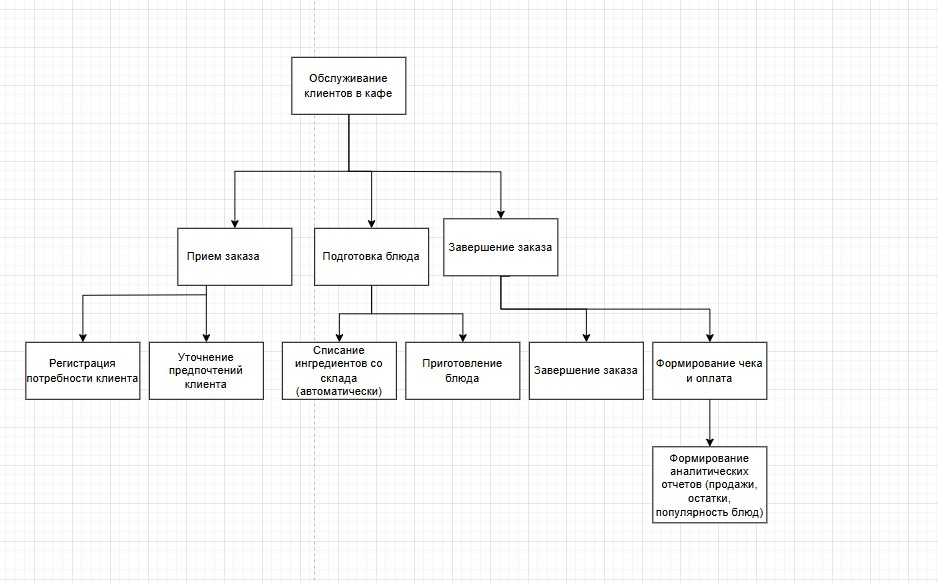 Обслуживание
клиентов в кафе
Прием заказа
Подготовка блюда
Завершение заказа
Регистрация
потребности клиента
Уточнение
предпочтений
клиента
Списание
ингредиентов со
склада
(автоматически)
Приготовление
блюда
Завершение заказа
Формирование чека
и оплата
Формирование
аналитических
отчетов (продажи,
остатки,
популярность блюд)